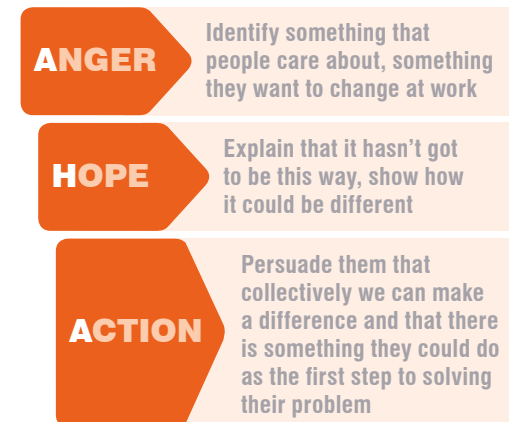 ANGER
Identify something that
people care about, something
they want to change at work
HOPE
Explain that it hasn’t got
to be this way, show how
it could be different
ACTION
Persuade them that
collectively we can make
a difference and that there
is something they could do
as the first step to solving
their problem